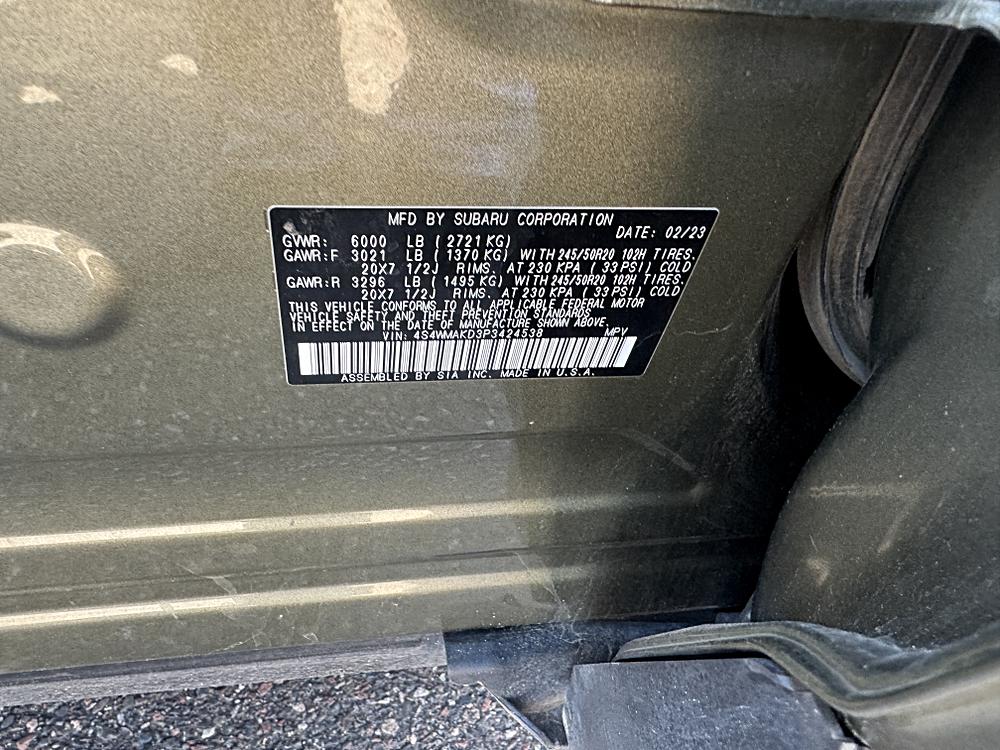 MFD BY SUBARU CORPORATION
DATE: 02/23
GVWR: 6000 LB ( 2721 KG)
GAWR:F 3021 LB ( 1370 KG) WITH 245/50R20 102H TIRES.
20X7 1/2J RIMS. AT 230 KPA ( 33 PSI) COLD
GAWR:R 3296 LB ( 1495 KG) WITH 245/50R20 102H TIRES.
20X7 1/2J RIMS. AT 230 KPA ( 33 PSI) COLD
THIS VEHICLE CONFORMS TO ALL APPLICABLE FEDERAL MOTOR
VEHICLE SAFETY AND THEFT PREVENTION STANDARDS
IN EFFECT ON THE DATE OF MANUFACTURE SHOWN ABOVE.
VIN: 4S4WMAKD3P3424538 MPV
ASSEMBLED BY SIA INC. MADE IN U.S.A.